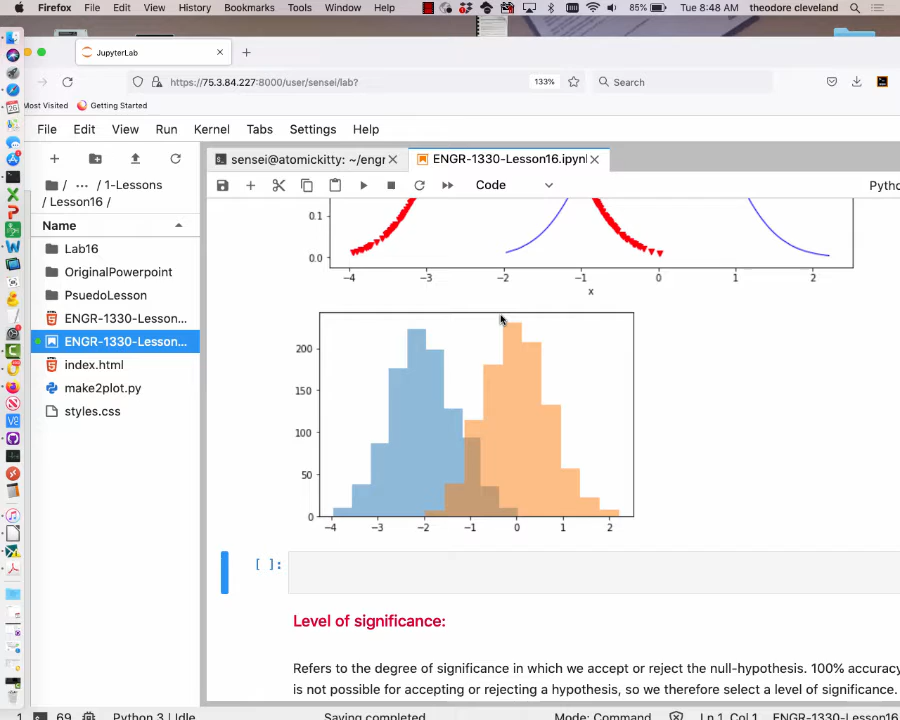 Firefox File Edit View History Bookmarks Tools Window Help 85% Tue 8:48 AM theodore cleveland
JupyterLab
https://75.3.84.227:8000/user/sensei/lab? 133% Search
Most Visited Getting Started
File Edit View Run Kernel Tabs Settings Help
sensei@atomickitty: ~/engr ENGR-1330-Lesson16.ipynl
Code Pytho
/ ··· / 1-Lessons
/ Lesson16 /
Name
Lab16
OriginalPowerpoint
PsuedoLesson
ENGR-1330-Lesson...
ENGR-1330-Lesson...
index.html
make2plot.py
styles.css
0.1
0.0
−4 −3 −2 −1 0 1 2
x
200
150
100
50
0
−4 −3 −2 −1 0 1 2
[ ]:
Level of significance:
Refers to the degree of significance in which we accept or reject the null-hypothesis. 100% accuracy
is not possible for accepting or rejecting a hypothesis, so we therefore select a level of significance.
1 69 Python 3 | Idle Saving completed Mode: Command Ln 1, Col 1 ENGR-1330-Lesson16